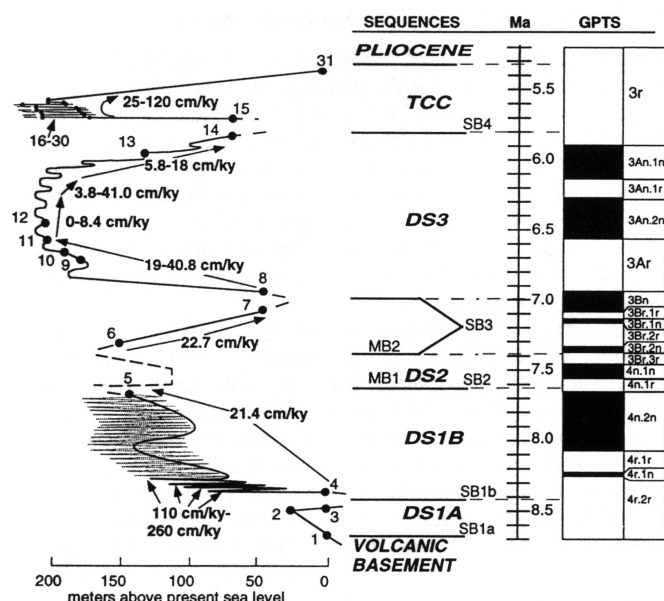 SEQUENCES Ma GPTS
PLIOCENE
31
5.5
3r
25-120 cm/ky
TCC
15
16-30
14
SB4
13
6.0
3An.1n
5.8-18 cm/ky
3An.1r
3.8-41.0 cm/ky
12
0-8.4 cm/ky
DS3
6.5
3An.2n
11
10
9
19-40.8 cm/ky
3Ar
8
7
7.0
3Bn
3Br.1r
SB3
3Br.1n
6
22.7 cm/ky
3Br.2r
MB2
3Br.2n
3Br.3r
5
MB1
DS2
SB2
7.5
4n.1n
4n.1r
21.4 cm/ky
4n.2n
DS1B
8.0
4r.1r
4
4r.1n
110 cm/ky-
260 cm/ky
SB1b
4r.2r
2
3
DS1A
8.5
1
SB1a
VOLCANIC
BASEMENT
200 100 0
meters above present sea level